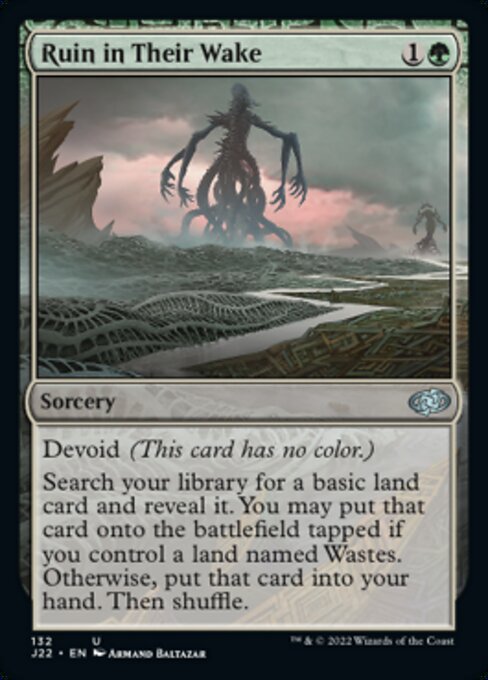 Ruin in Their Wake 1
Sorcery
Devoid (This card has no color.)
Search your library for a basic land
card and reveal it. You may put that
card onto the battlefield tapped if
you control a land named Wastes.
Otherwise, put that card into your
hand. Then shuffle.
132 U
J22 • EN ARMAND BALTAZAR ™ & © 2022 Wizards of the Coast